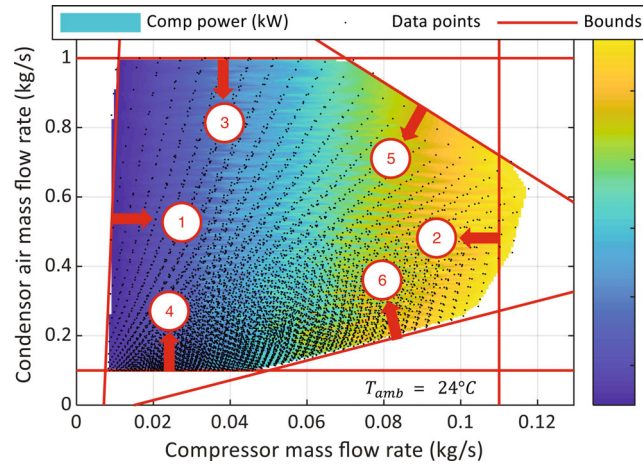 Comp power (kW) Data points Bounds
Condensor air mass flow rate (kg/s)
1
0.8
0.6
0.4
0.2
0
3
5
1
2
6
4
T_amb = 24°C
0 0.02 0.04 0.06 0.08 0.1 0.12
Compressor mass flow rate (kg/s)